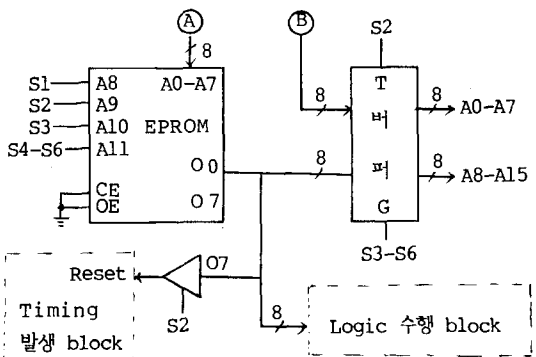 A B
8 S2
S1 A8 A0-A7 8 T 8 A0-A7
S2 A9 버
S3 A10 EPROM
S4-S6 A11 8 퍼 8 A8-A15
O0
CE
OE O7 G
S3-S6
Reset O7
Timing S2 8 Logic 수행 block
발생 block